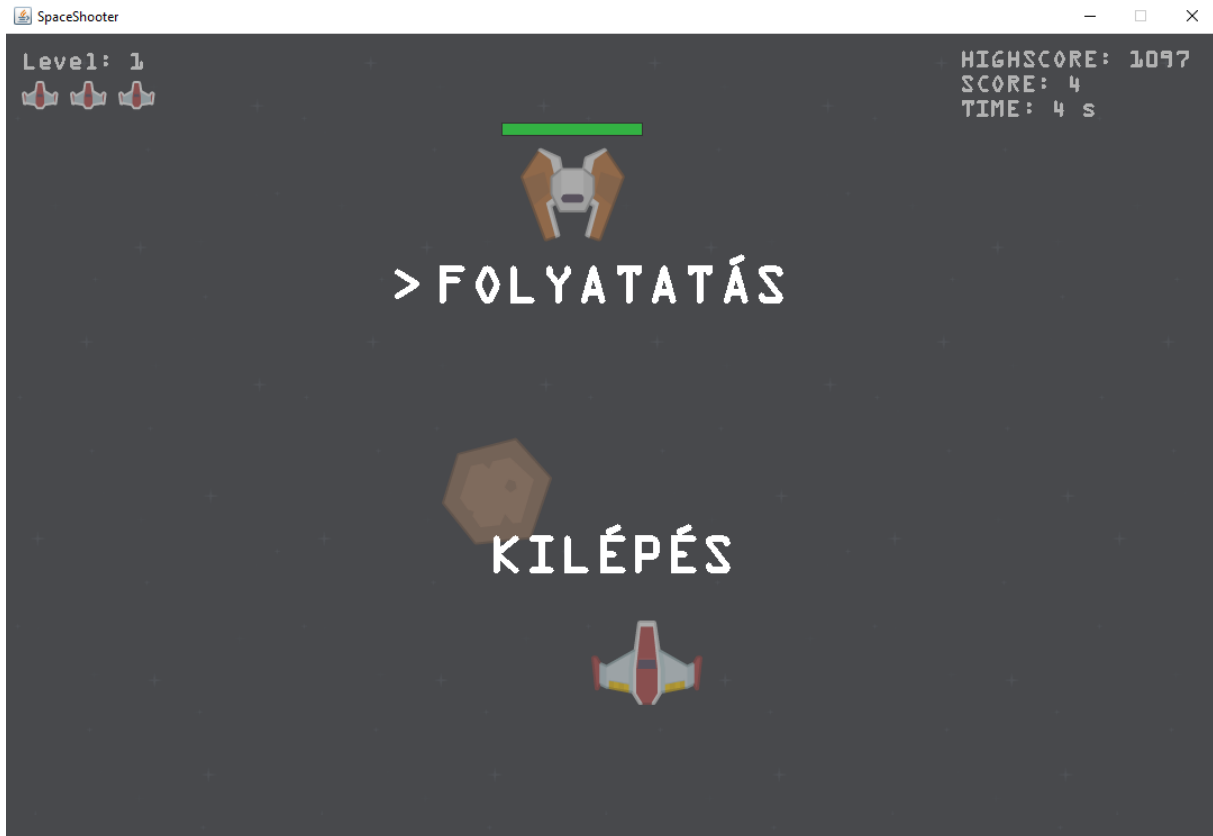 SpaceShooter
Level: 1
HIGHSCORE: 1097
SCORE: 4
TIME: 4 s
>FOLYATATÁS
KILÉPÉS